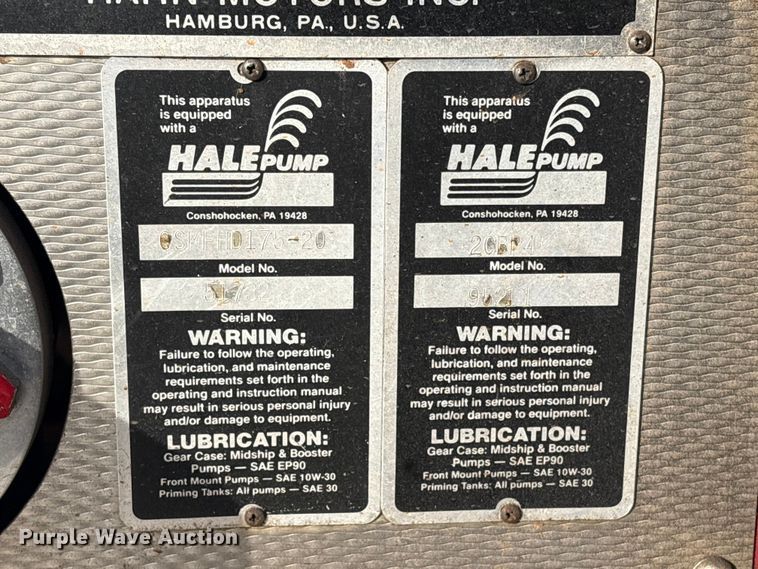 HAHN MOTORS INC.
HAMBURG, PA., U.S.A.
This apparatus
is equipped
with a
HALE PUMP
Conshohocken, PA 19428
Model No.
Serial No.
WARNING:
Failure to follow the operating,
lubrication, and maintenance
requirements set forth in the
operating and instruction manual
may result in serious personal injury
and/or damage to equipment.
LUBRICATION:
Gear Case: Midship & Booster
Pumps — SAE EP90
Front Mount Pumps — SAE 10W-30
Priming Tanks: All pumps — SAE 30
This apparatus
is equipped
with a
HALE PUMP
Conshohocken, PA 19428
Model No.
Serial No.
WARNING:
Failure to follow the operating,
lubrication, and maintenance
requirements set forth in the
operating and instruction manual
may result in serious personal injury
and/or damage to equipment.
LUBRICATION:
Gear Case: Midship & Booster
Pumps — SAE EP90
Front Mount Pumps — SAE 10W-30
Priming Tanks: All pumps — SAE 30
Purple Wave Auction